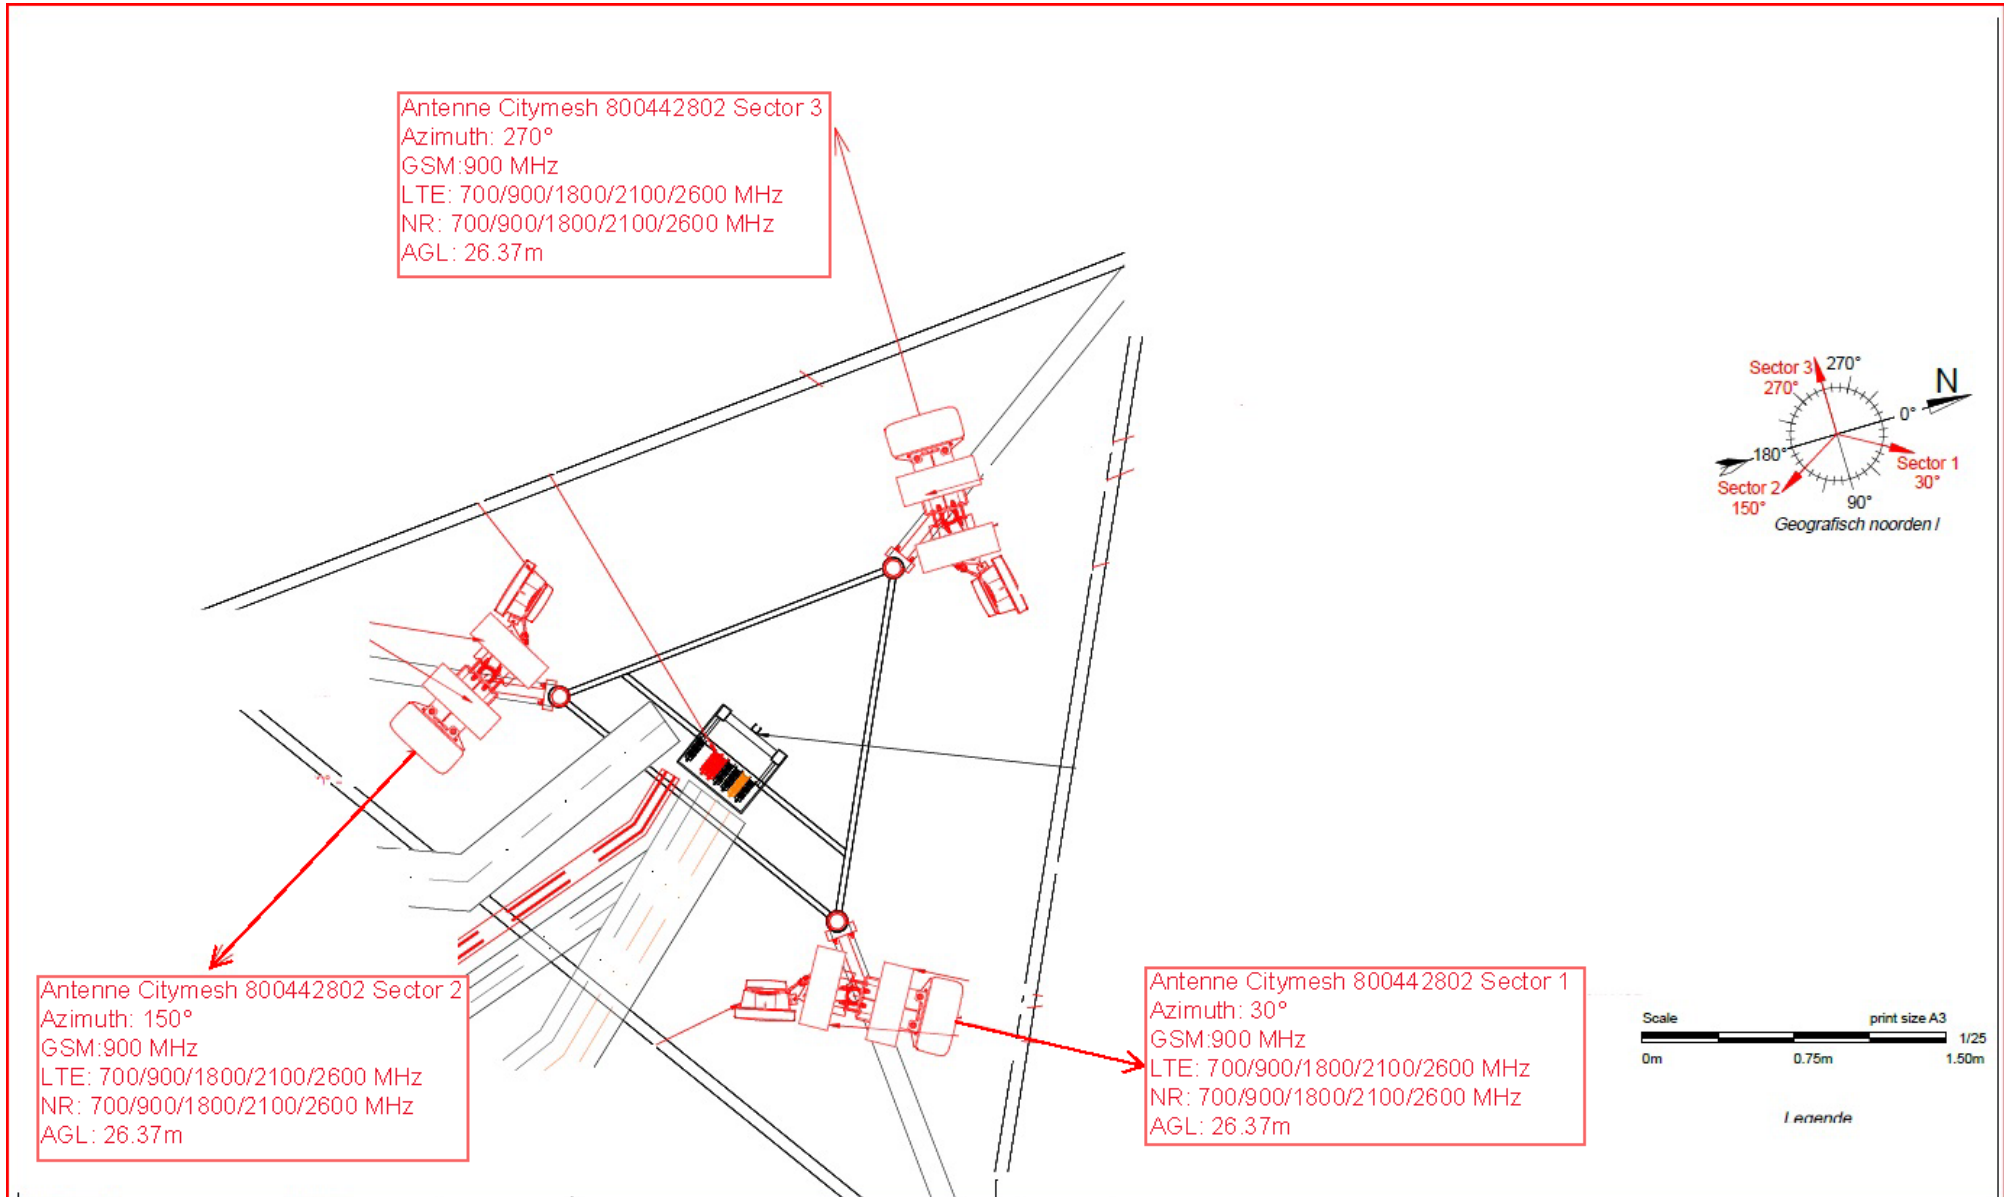 Antenne Citymesh 800442802 Sector 3
Azimuth: 270°
GSM:900 MHz
LTE: 700/900/1800/2100/2600 MHz
NR: 700/900/1800/2100/2600 MHz
AGL: 26.37m
Sector 3
270°
270°
N
0°
180°
Sector 1
30°
Sector 2
150°
90°
Geografisch noorden /
Antenne Citymesh 800442802 Sector 2
Azimuth: 150°
GSM:900 MHz
LTE: 700/900/1800/2100/2600 MHz
NR: 700/900/1800/2100/2600 MHz
AGL: 26.37m
Antenne Citymesh 800442802 Sector 1
Azimuth: 30°
GSM:900 MHz
LTE: 700/900/1800/2100/2600 MHz
NR: 700/900/1800/2100/2600 MHz
AGL: 26.37m
Scale print size A3
1/25
0m 0.75m 1.50m
Legende